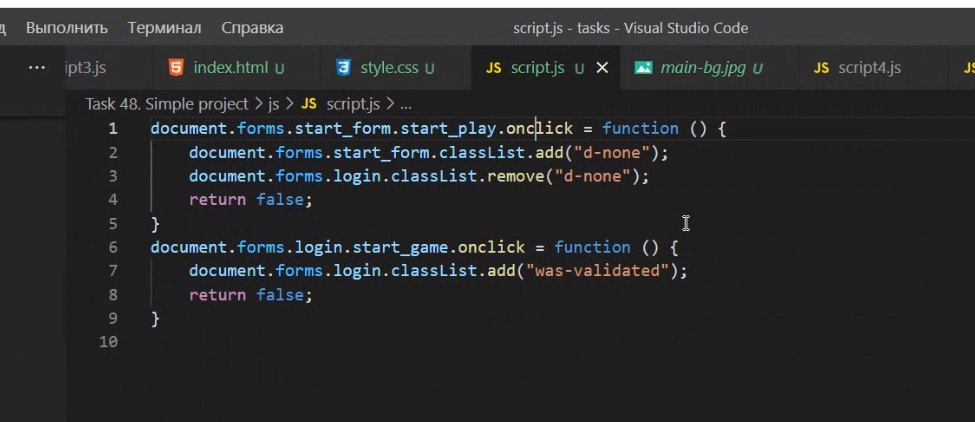 Выполнить Терминал Справка script.js - tasks - Visual Studio Code
... ipt3.js index.html U style.css U JS script.js U main-bg.jpg U JS script4.js JS
Task 48. Simple project > js > JS script.js > ...
1 document.forms.start_form.start_play.onclick = function () {
2 document.forms.start_form.classList.add("d-none");
3 document.forms.login.classList.remove("d-none");
4 return false;
5 }
6 document.forms.login.start_game.onclick = function () {
7 document.forms.login.classList.add("was-validated");
8 return false;
9 }
10